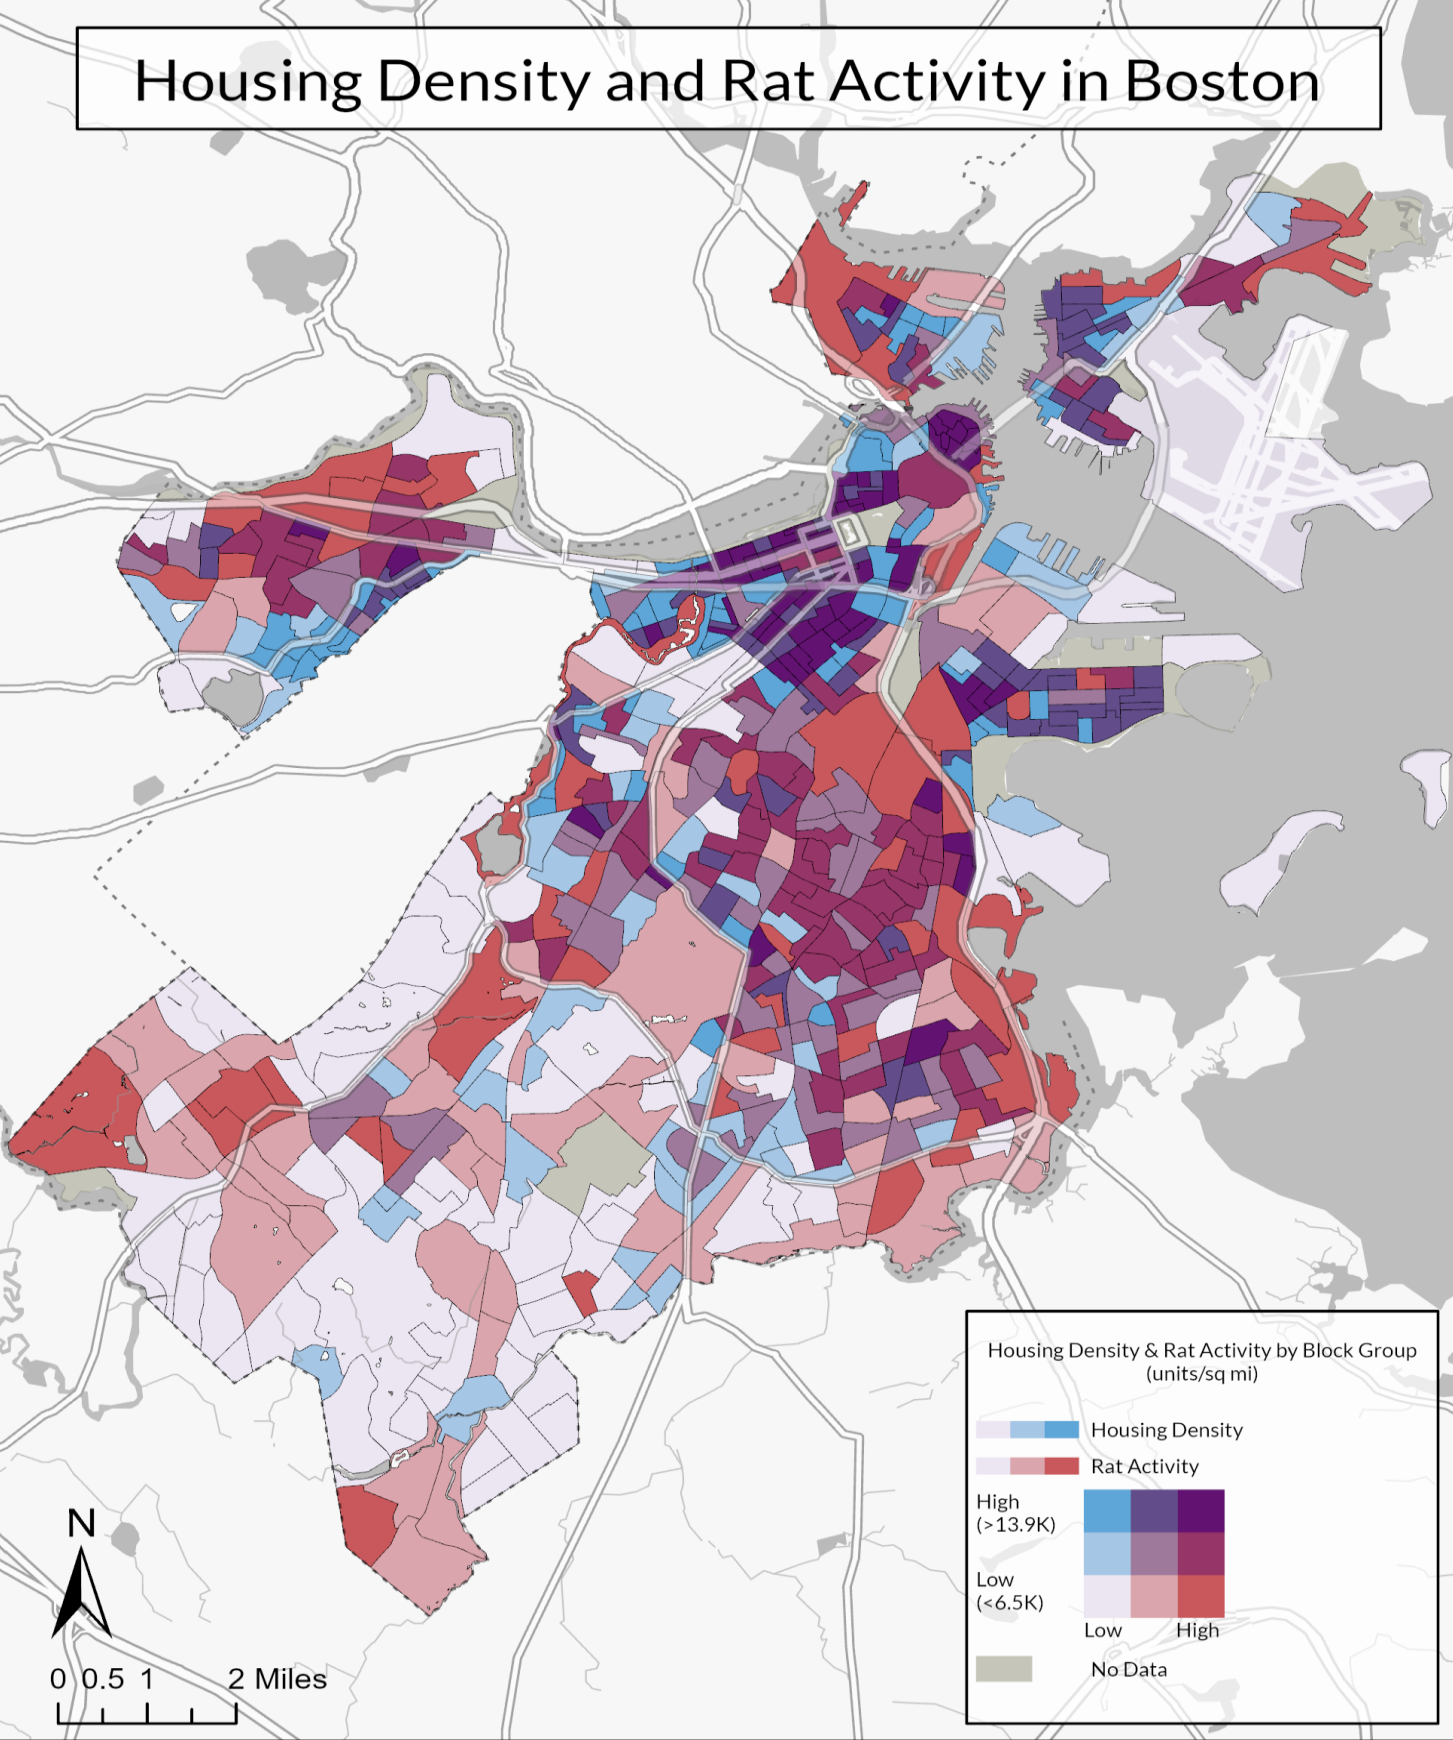 Housing Density and Rat Activity in Boston
Housing Density & Rat Activity by Block Group
(units/sq mi)
Housing Density
Rat Activity
High
(>13.9K)
Low
(<6.5K)
Low High
No Data
N
0 0.5 1 2 Miles